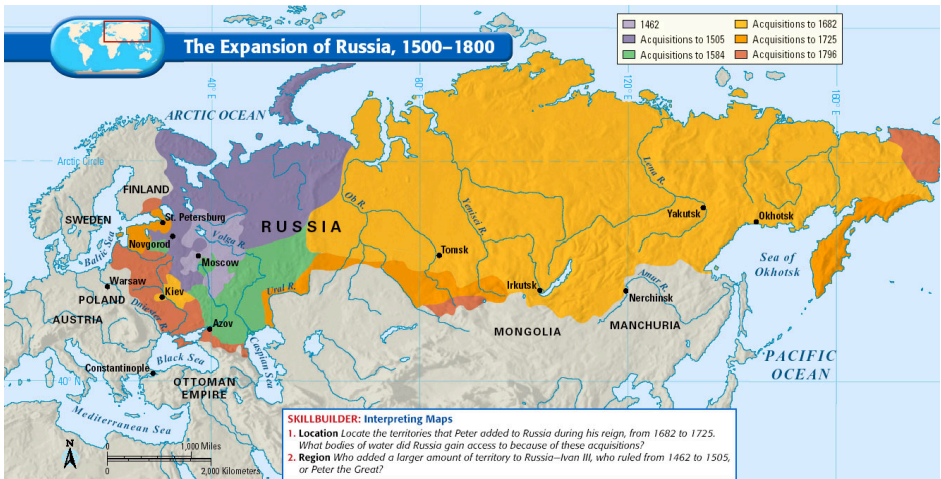 The Expansion of Russia, 1500–1800
1462
Acquisitions to 1505
Acquisitions to 1584
Acquisitions to 1682
Acquisitions to 1725
Acquisitions to 1796
40° E
80° E
120° E
160° E
ARCTIC OCEAN
Arctic Circle
FINLAND
SWEDEN
St. Petersburg
Baltic Sea
Novgorod
RUSSIA
Volga R.
Moscow
Ob R.
Yenisei R.
Lena R.
Yakutsk
Okhotsk
Tomsk
Sea of
Okhotsk
Warsaw
POLAND
Kiev
Ural R.
Irkutsk
Amur R.
Nerchinsk
Dniester R.
AUSTRIA
Azov
MONGOLIA
MANCHURIA
Black Sea
Caspian Sea
Constantinople
PACIFIC
OCEAN
40° N
OTTOMAN
EMPIRE
Mediterranean Sea
N
0
1,000 Miles
0
2,000 Kilometers
SKILLBUILDER: Interpreting Maps
1. Location Locate the territories that Peter added to Russia during his reign, from 1682 to 1725.
What bodies of water did Russia gain access to because of these acquisitions?
2. Region Who added a larger amount of territory to Russia—Ivan III, who ruled from 1462 to 1505,
or Peter the Great?